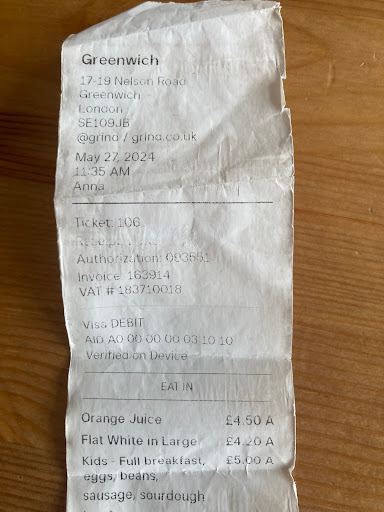 Greenwich
17-19 Nelson Road
Greenwich
London
SE109JB
@grind / grind.co.uk
May 27, 2024
11:35 AM
Anna
Ticket: 106
Authorization: 093551
Invoice: 163914
VAT # 183710018
Visa DEBIT
AID A0 00 00 00 03 10 10
Verified on Device
EAT IN
Orange Juice £4.50 A
Flat White in Large £4.20 A
Kids - Full breakfast, £5.00 A
eggs, beans,
sausage, sourdough